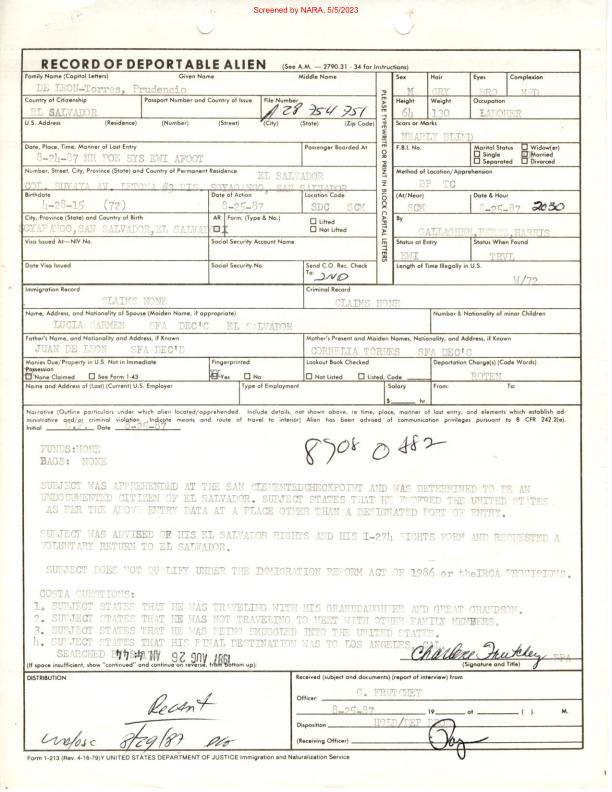 Screened by NARA, 5/5/2023
RECORD OF DEPORTABLE ALIEN (See A.M. — 2790.31 - 34 for Instructions)
Family Name (Capital Letters) Given Name Middle Name Sex Hair Eyes Complexion
DE LEON-Torres, Prudencio M GRY BRO MED
Country of Citizenship Passport Number and Country of Issue File Number Height Weight Occupation
EL SALVADOR A28 754 751 64 130 LABORER
U.S. Address (Residence) (Number) (Street) (City) (State) (Zip Code) Scars or Marks
NEARLY BLIND
PLEASE TYPEWRITE OR PRINT IN BLOCK CAPITAL LETTERS
Date, Place, Time, Manner of Last Entry Passenger Boarded At F.B.I. No. Marital Status Widow(er) Single Married Separated Divorced
8-24-87 NR POE SYS EWI AFOOT
Number, Street, City, Province (State) and Country of Permanent Residence Method of Location/Apprehension
EL SALVADOR BP TC
COL. SUYAYA AV. LETONA #3 DIS. SOYAOANGO, SAN SALVADOR
Birthdate Date of Action Location Code (At/Near) Date & Hour
4-28-15 (72) 8-25-87 SDC SCM SCM 8-25-87 2030
City, Province (State) and Country of Birth AR Form: (Type & No.) Lifted Not Lifted By
SOYAPANGO,SAN SALVADOR,EL SALVAD GALLAGHER, HARRIS
Visa Issued At—NIV No. Social Security Account Name Status at Entry Status When Found
EWI TRVL
Date Visa Issued Social Security No. Send C.O. Rec. Check To: Length of Time Illegally in U.S.
2ND W/72
Immigration Record Criminal Record
CLAIMS NONE CLAIMS NONE
Name, Address, and Nationality of Spouse (Maiden Name, if appropriate) Number & Nationality of minor Children
LUCIA CARMEN SFA DEC'C EL SALVADOR
Father's Name, and Nationality and Address, if Known Mother's Present and Maiden Names, Nationality, and Address, if Known
JUAN DE LEON SFA DEC'D CORNELIA TORRES SFA DEC'C
Monies Due/Property in U.S. Not in Immediate Possession Fingerprinted Lookout Book Checked Deportation Charge(s) (Code Words)
None Claimed See Form 1-43 Yes No Not Listed Listed, Code ROTEN
Name and Address of (Last) (Current) U.S. Employer Type of Employment Salary From: To:
$ hr.
Narrative (Outline particulars under which alien located/apprehended. Include details, not shown above, re time, place, manner of last entry, and elements which establish ad-
ministrative and/or criminal violation. Indicate means and route of travel to interior) Alien has been advised of communication privileges pursuant to 8 CFR 242.2(e).
Initial Date 8-25-87
8908 0482
FUNDS:NONE
BAGS: NONE
SUBJECT WAS APPREHENDED AT THE SAN CLEMENTEDCHECKPOINT AND WAS DETERMINED TO BE AN
UNDOCUMENTED CITIZEN OF EL SALVADOR. SUBJECT STATES THAT HE ENTERED THE UNITED STATES
AS PER THE ABOVE ENTRY DATA AT A PLACE OTHER THAN A DESIGNATED PORT OF ENTRY.
SUBJECT WAS ADVISED OF HIS EL SALVADOR RIGHTS AND HIS I-274 RIGHTS FORM AND REQUESTED A
VOLUNTARY RETURN TO EL SALVADOR.
SUBJECT DOES NOT QUALIFY UNDER THE IMMIGRATION REFORM ACT OF 1986 or theIRCA PROVISIONS.
COSTA QUESTIONS:
1. SUBJECT STATES THAT HE WAS TRAVELING WITH HIS GRANDDAUGHTER AND GREAT GRANDSON.
2. SUBJECT STATES THAT HE WAS NOT TRAVELING TO MEET WITH OTHER FAMILY MEMBERS.
3. SUBJECT STATES THAT HE WAS BEING SMUGGLED INTO THE UNITED STATES.
4. SUBJECT STATES THAT HIS FINAL DESTINATION WAS TO LOS ANGELES, CAL.
SEARCHED 1987 AUG 26 AM 4:44 Charlene Frutchey BPA
(If space insufficient, show "continued" and continue on reverse, from bottom up): (Signature and Title)
DISTRIBUTION Received (subject and documents) (report of interview) from
Officer: C. FRUTCHEY
8-25-87 19 at ( ). M.
Disposition HOLD/DEP
(Receiving Officer)
8/29/87
Form 1-213 (Rev. 4-16-79)Y UNITED STATES DEPARTMENT OF JUSTICE Immigration and Naturalization Service